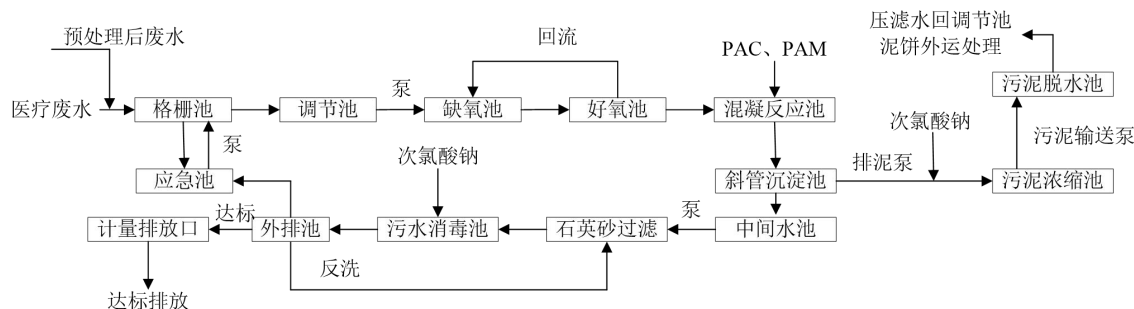 预处理后废水
医疗废水
格栅池
调节池
泵
缺氧池
回流
好氧池
PAC、PAM
混凝反应池
压滤水回调节池
泥饼外运处理
污泥脱水池
次氯酸钠
污泥输送泵
泵
应急池
次氯酸钠
斜管沉淀池
排泥泵
污泥浓缩池
计量排放口
达标
外排池
污水消毒池
石英砂过滤
泵
中间水池
反洗
达标排放